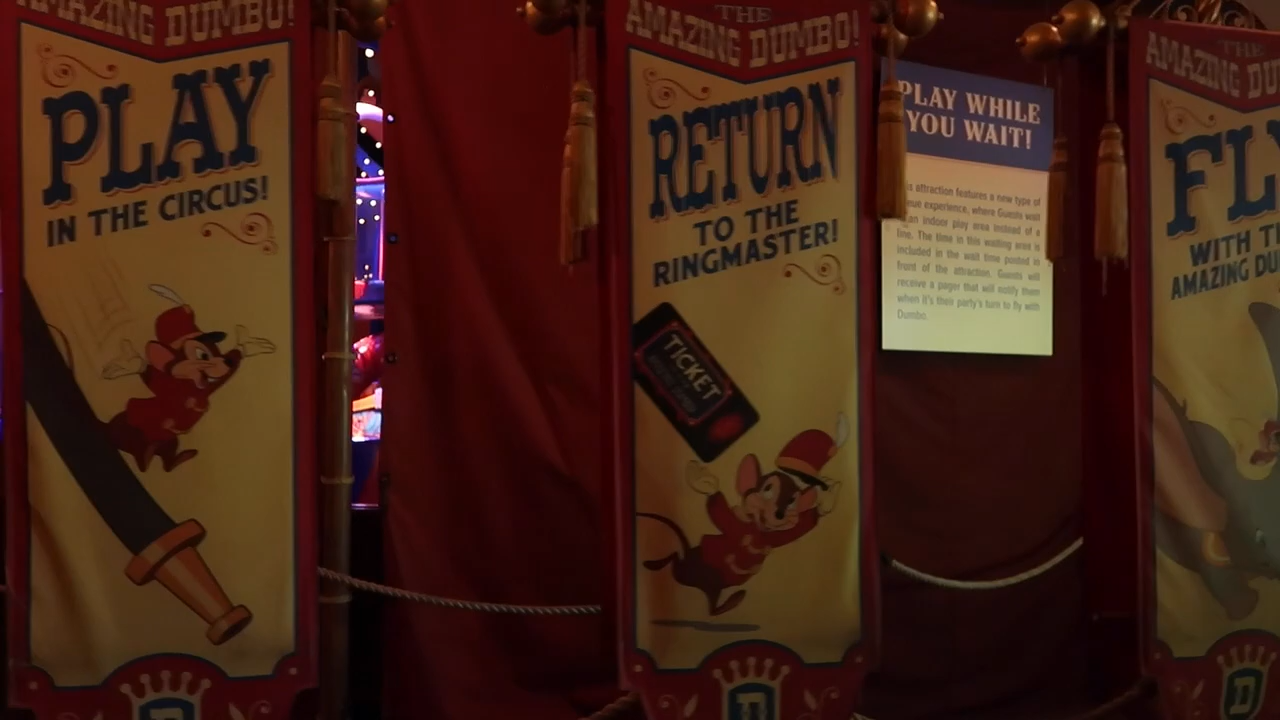 AMAZING DUMBO!
PLAY
IN THE CIRCUS!
D
THE
AMAZING DUMBO!
RETURN
TO THE
RINGMASTER!
TICKET
D
PLAY WHILE
YOU WAIT!
attraction features a new type of
experience, where Guests wait
an indoor play area instead of a
line. The time in this waiting area is
included in the wait time posted in
front of the attraction. Guests will
receive a pager that will notify them
when it's their party's turn to fly with
Dumbo.
THE
AMAZING
FLY
WITH
AMAZING
D